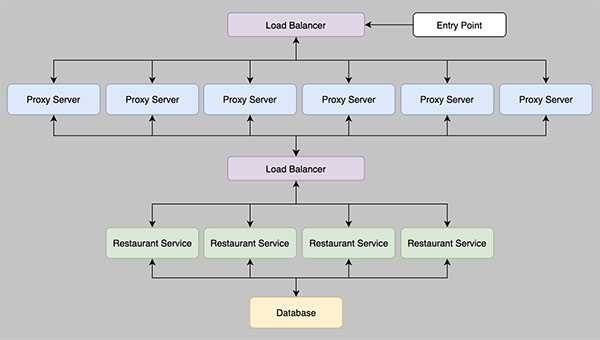 Load Balancer
Entry Point
Proxy Server
Proxy Server
Proxy Server
Proxy Server
Proxy Server
Proxy Server
Load Balancer
Restaurant Service
Restaurant Service
Restaurant Service
Restaurant Service
Database